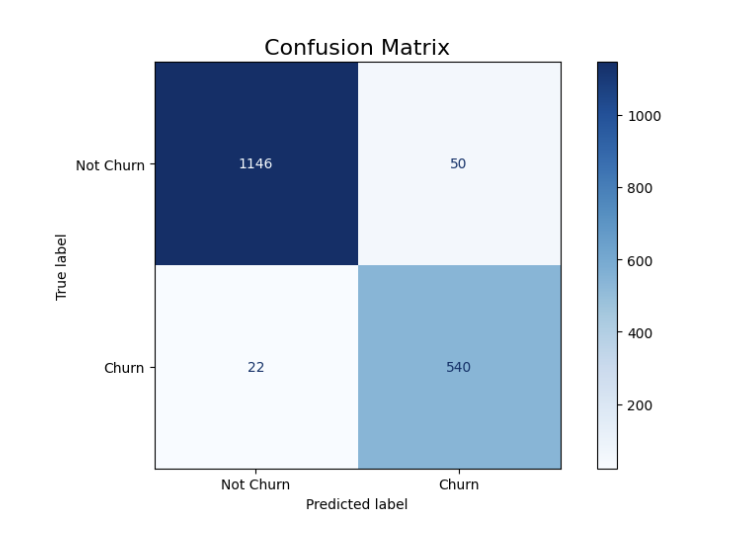 Confusion Matrix
Not Churn
1146
50
Churn
22
540
True label
Not Churn
Churn
Predicted label
1000
800
600
400
200